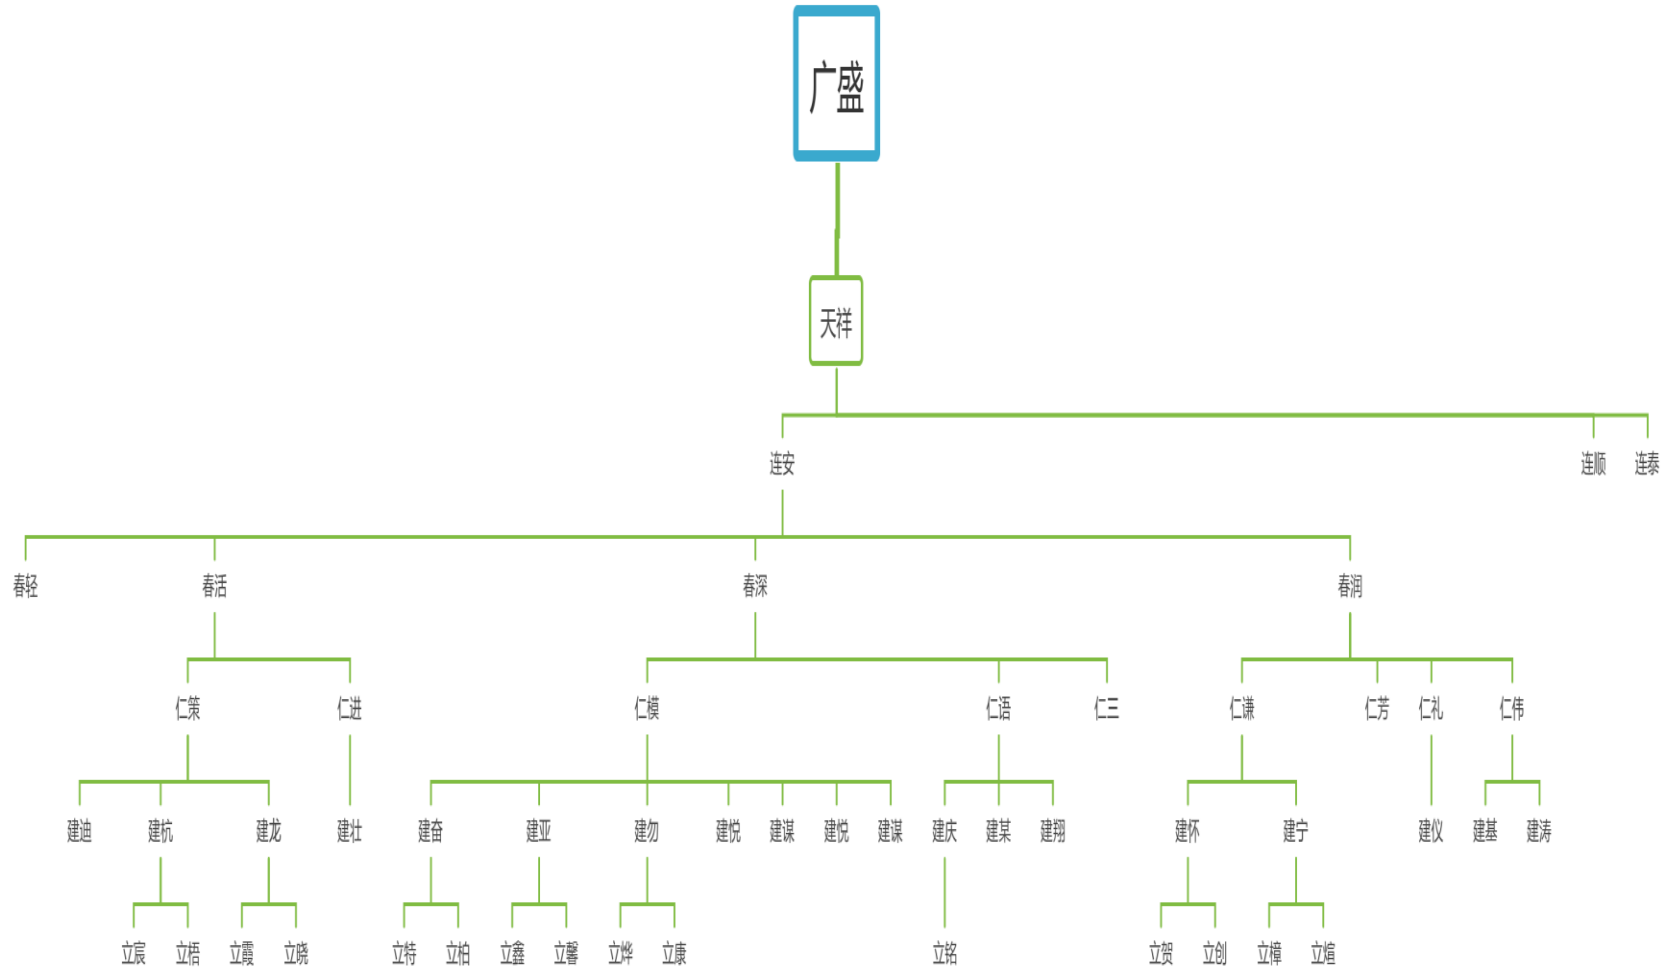 广盛
天祥
连安 连顺 连泰
春轻 春活 春深 春润
仁策 仁进 仁模 仁语 仁三 仁谦 仁芳 仁礼 仁伟
建迪 建杭 建龙 建壮 建奋 建亚 建勿 建悦 建谋 建悦 建谋 建庆 建某 建翔 建怀 建宁 建仪 建基 建涛
立宸 立梧 立霞 立晓 立特 立柏 立鑫 立馨 立烨 立康 立铭 立贺 立创 立樟 立煊